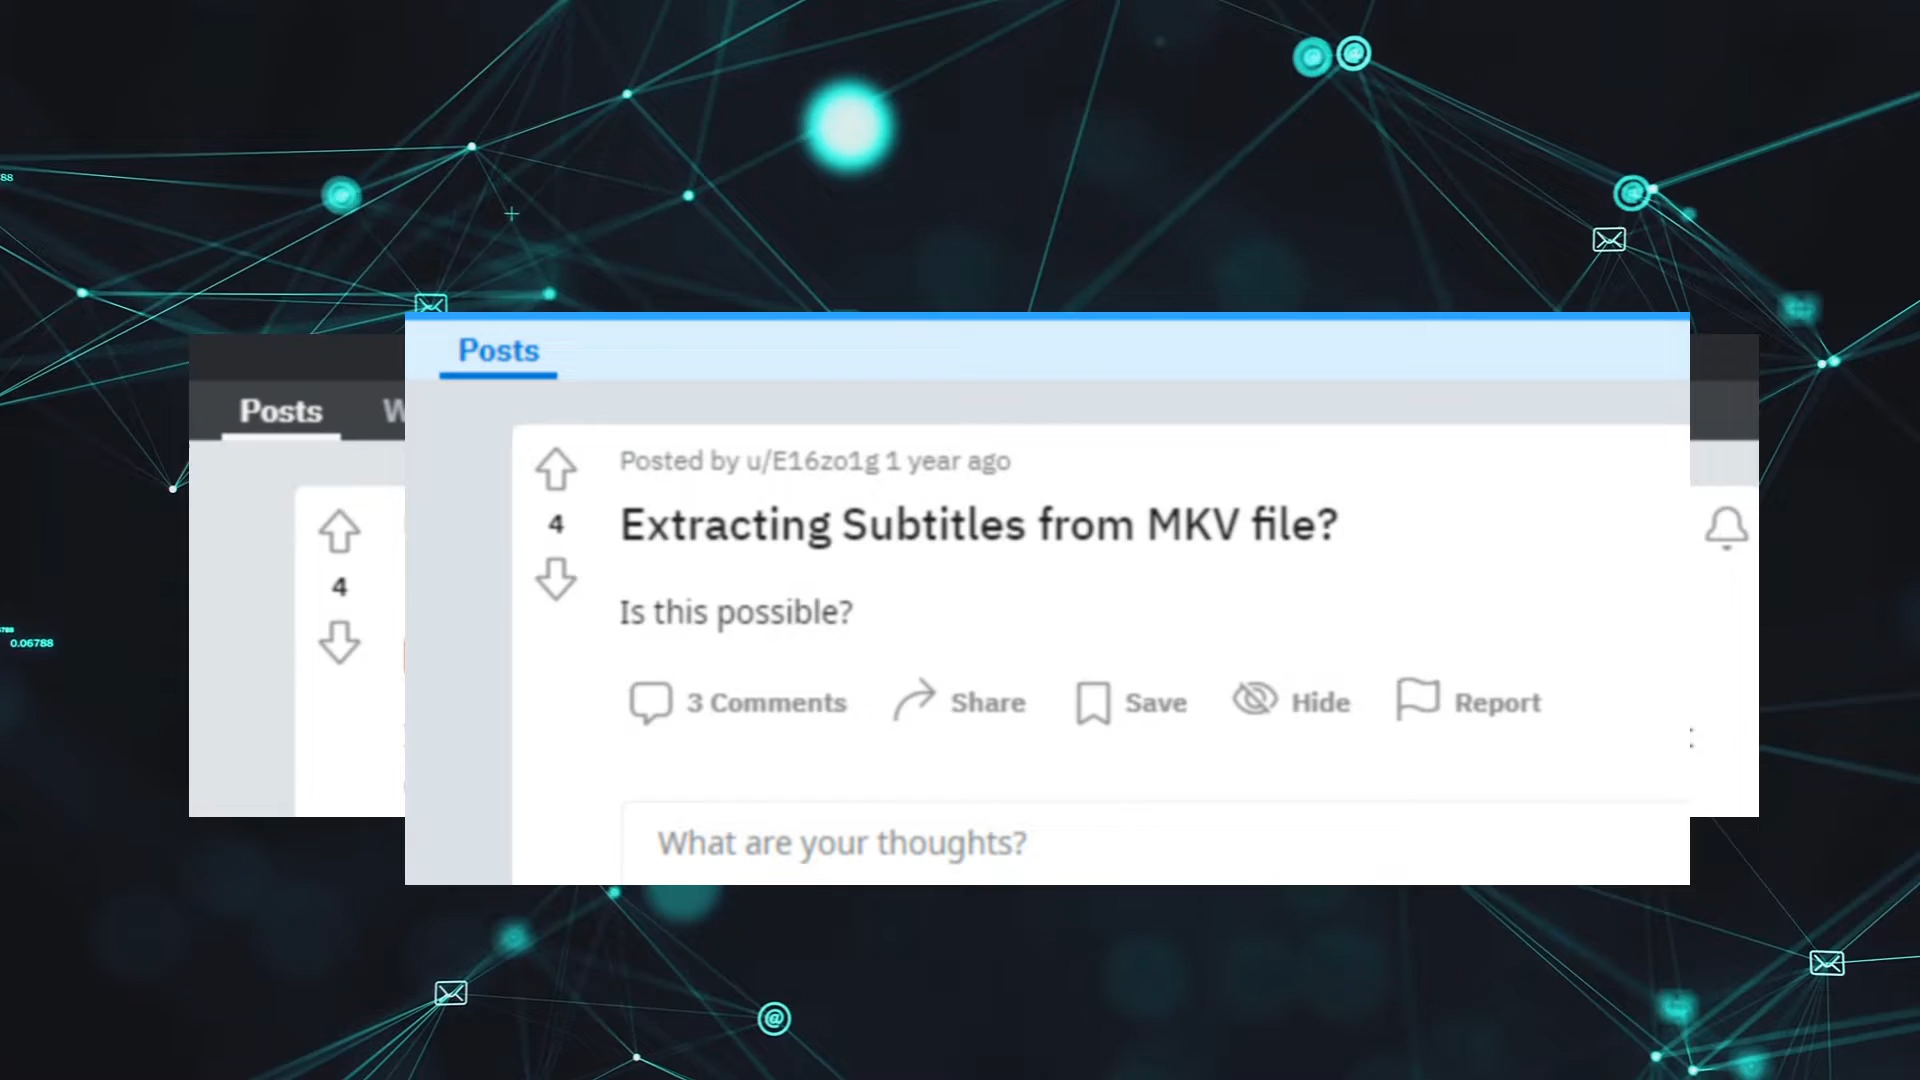 88
Posts
Posts
W
Posted by u/E16zo1g 1 year ago
4
Extracting Subtitles from MKV file?
4
Is this possible?
0.06788
3 Comments
Share
Save
Hide
Report
What are your thoughts?